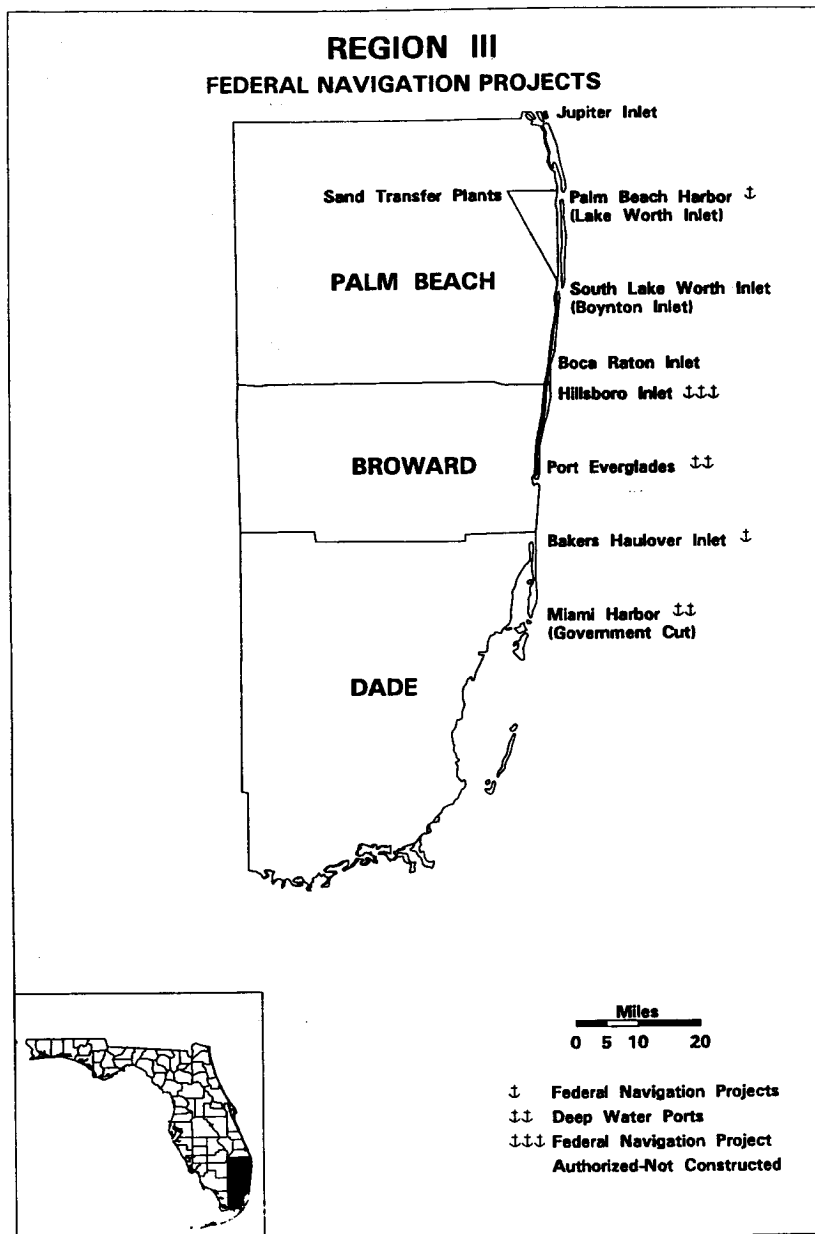 REGION III
FEDERAL NAVIGATION PROJECTS
Jupiter Inlet
Sand Transfer Plants
Palm Beach Harbor ⚓
(Lake Worth Inlet)
PALM BEACH
South Lake Worth Inlet
(Boynton Inlet)
Boca Raton Inlet
Hillsboro Inlet ⚓⚓⚓
BROWARD
Port Everglades ⚓⚓
Bakers Haulover Inlet ⚓
Miami Harbor ⚓⚓
(Government Cut)
DADE
Miles
0 5 10 20
⚓ Federal Navigation Projects
⚓⚓ Deep Water Ports
⚓⚓⚓ Federal Navigation Project
Authorized-Not Constructed